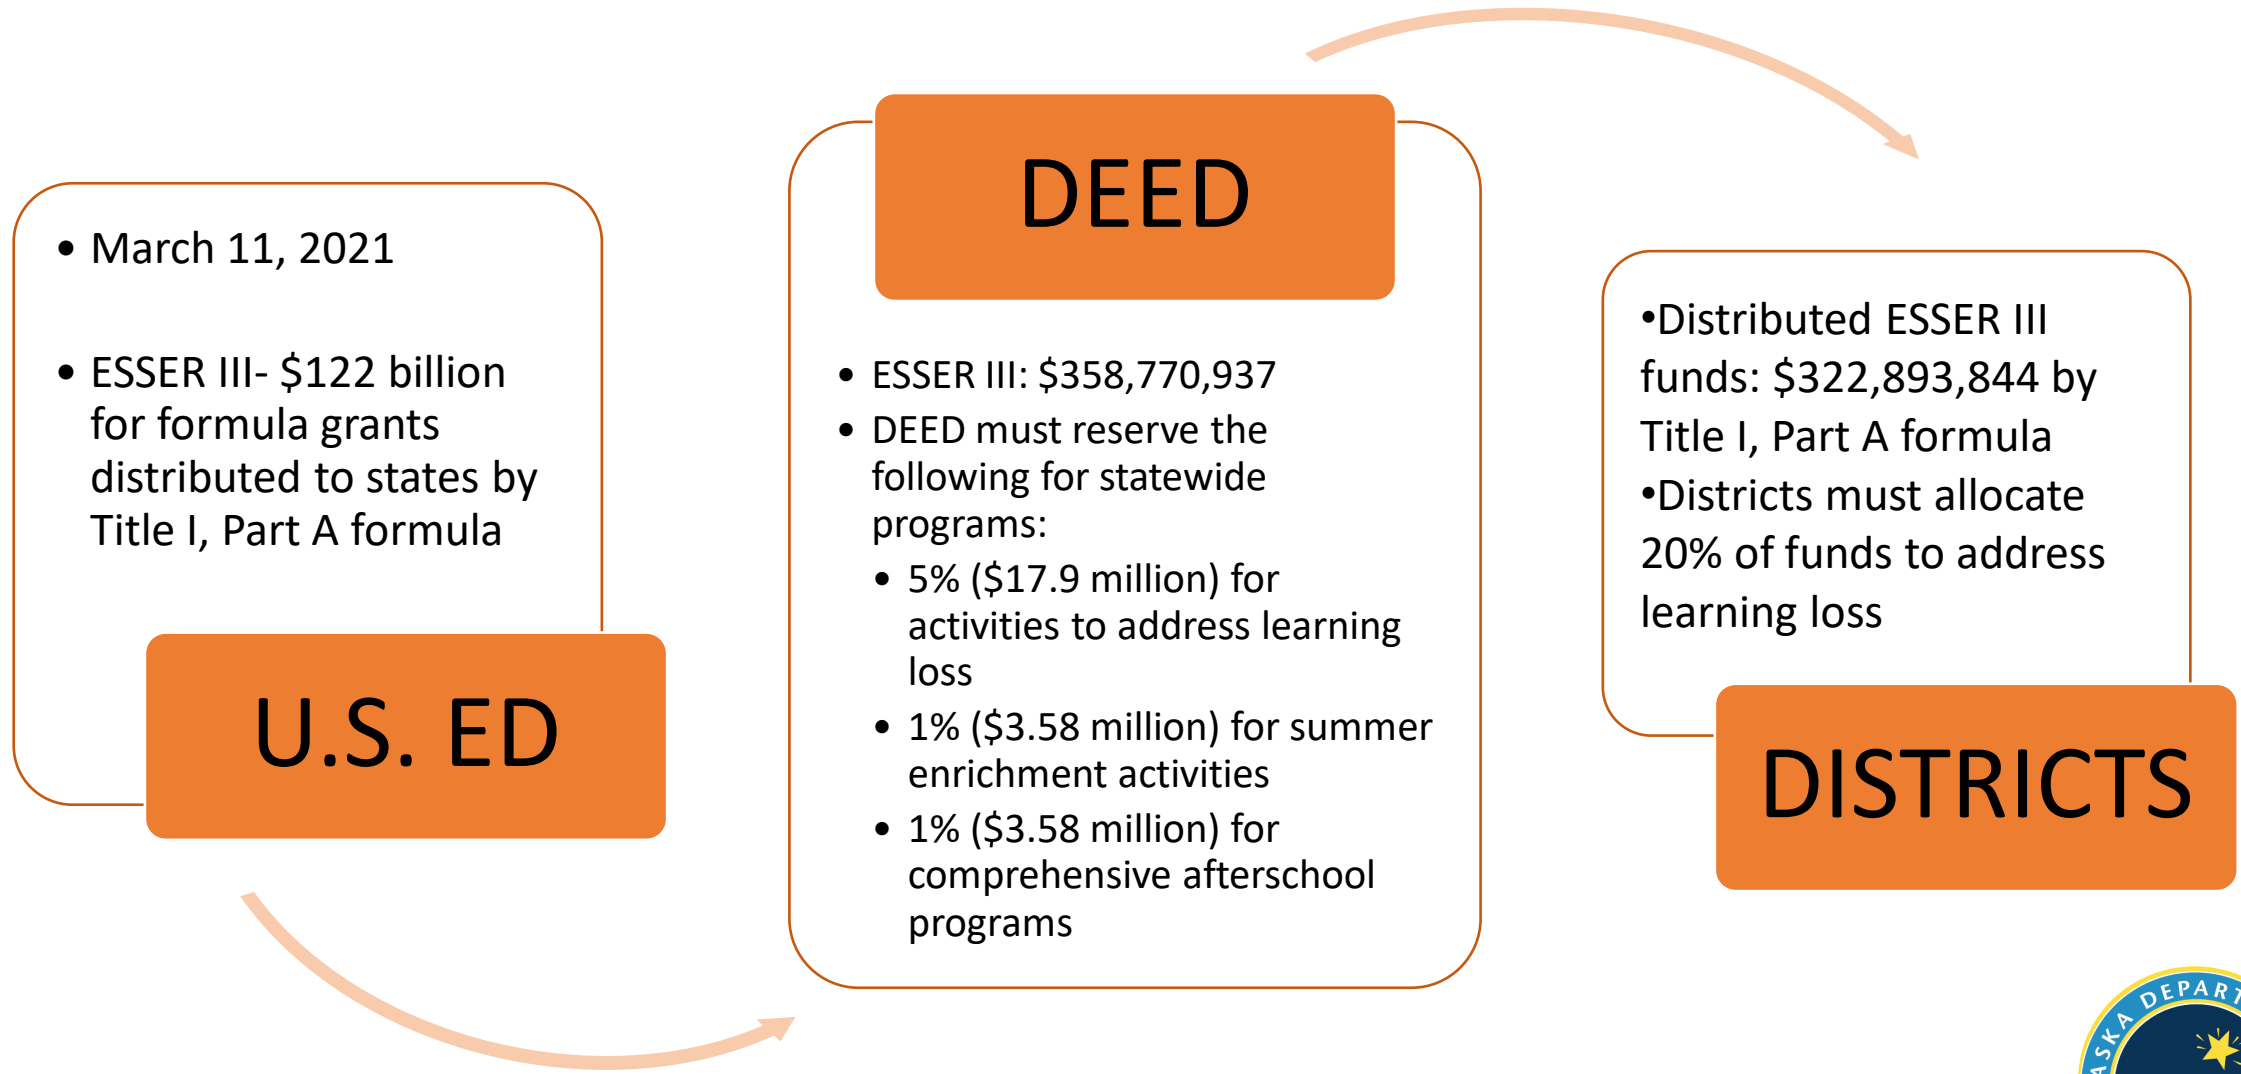 • March 11, 2021
• ESSER III- $122 billion
for formula grants
distributed to states by
Title I, Part A formula
U.S. ED
DEED
• ESSER III: $358,770,937
• DEED must reserve the
following for statewide
programs:
• 5% ($17.9 million) for
activities to address learning
loss
• 1% ($3.58 million) for summer
enrichment activities
• 1% ($3.58 million) for
comprehensive afterschool
programs
•Distributed ESSER III
funds: $322,893,844 by
Title I, Part A formula
•Districts must allocate
20% of funds to address
learning loss
DISTRICTS